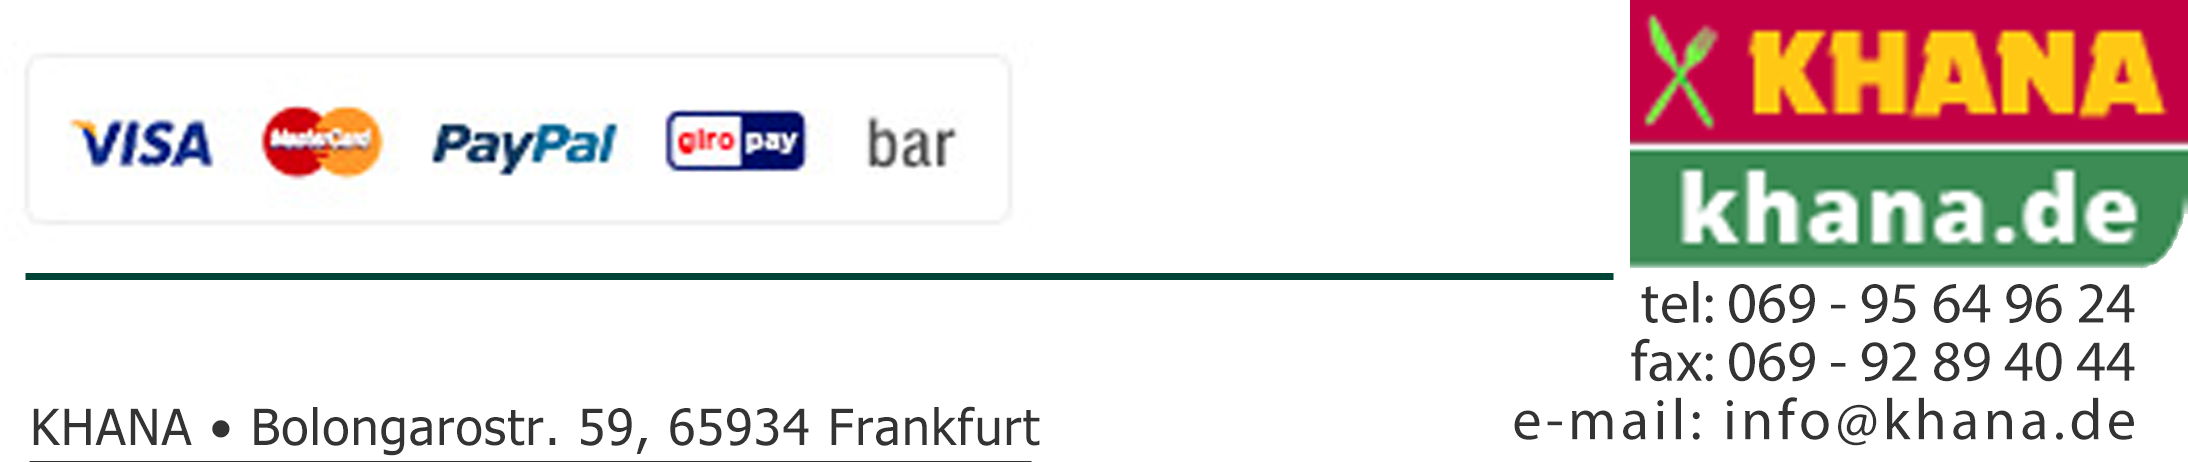 VISA MasterCard PayPal giro pay bar
KHANA
khana.de
tel: 069 - 95 64 96 24
fax: 069 - 92 89 40 44
e-mail: info@khana.de
KHANA • Bolongarostr. 59, 65934 Frankfurt